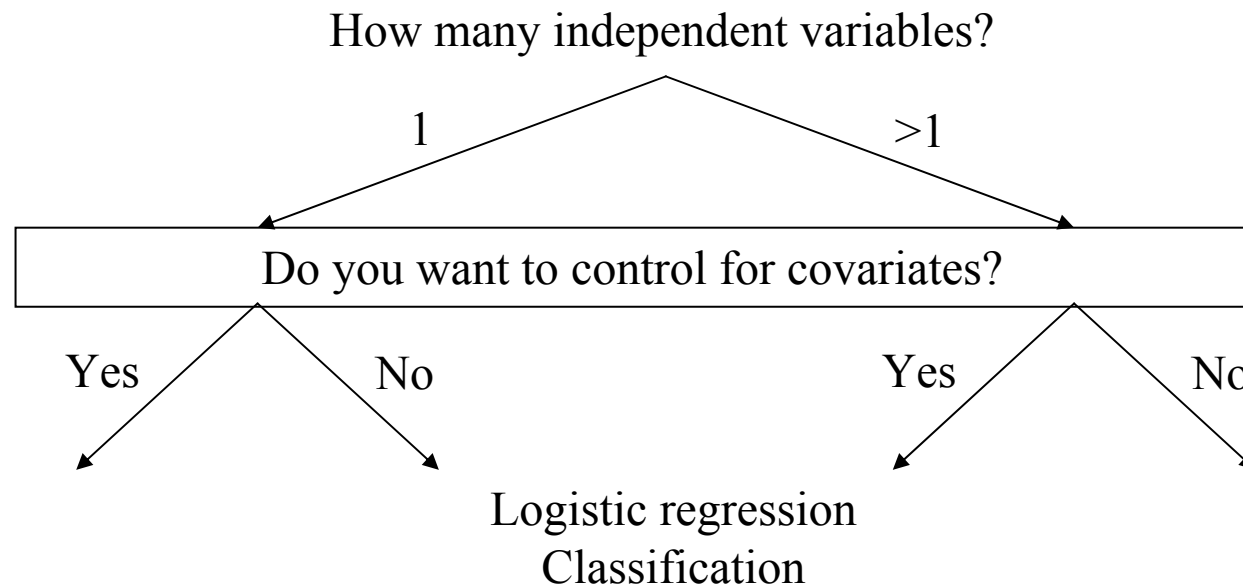 How many independent variables?
1
>1
Do you want to control for covariates?
Yes
No
Yes
No
Logistic regression
Classification